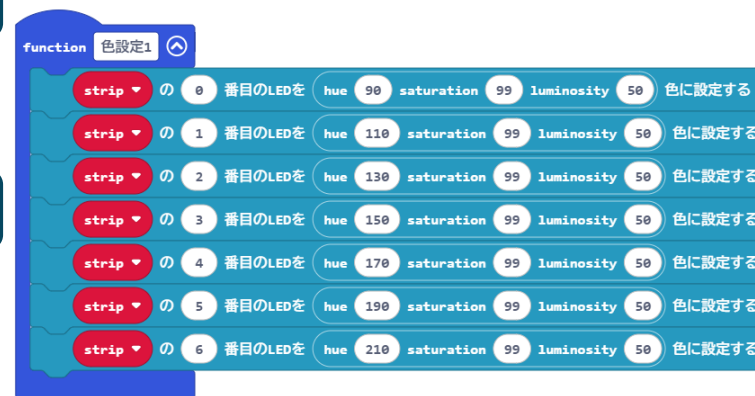 function 色設定1
strip の 0 番目のLEDを hue 90 saturation 99 luminosity 50 色に設定する
strip の 1 番目のLEDを hue 110 saturation 99 luminosity 50 色に設定する
strip の 2 番目のLEDを hue 130 saturation 99 luminosity 50 色に設定する
strip の 3 番目のLEDを hue 150 saturation 99 luminosity 50 色に設定する
strip の 4 番目のLEDを hue 170 saturation 99 luminosity 50 色に設定する
strip の 5 番目のLEDを hue 190 saturation 99 luminosity 50 色に設定する
strip の 6 番目のLEDを hue 210 saturation 99 luminosity 50 色に設定する